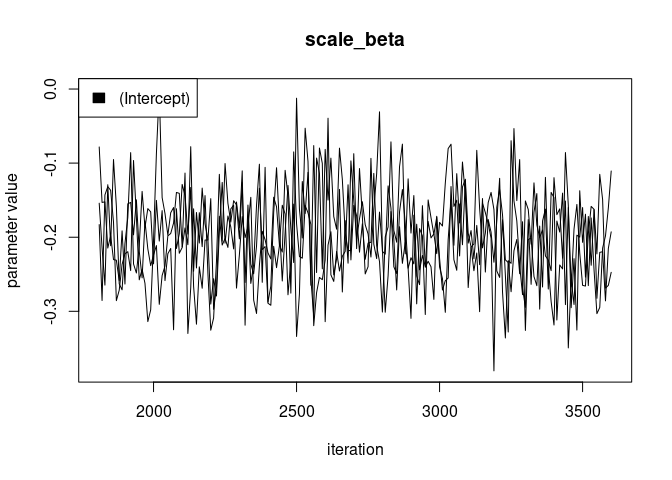 scale_beta
(Intercept)
0.0
-0.1
-0.2
-0.3
parameter value
2000 2500 3000 3500
iteration